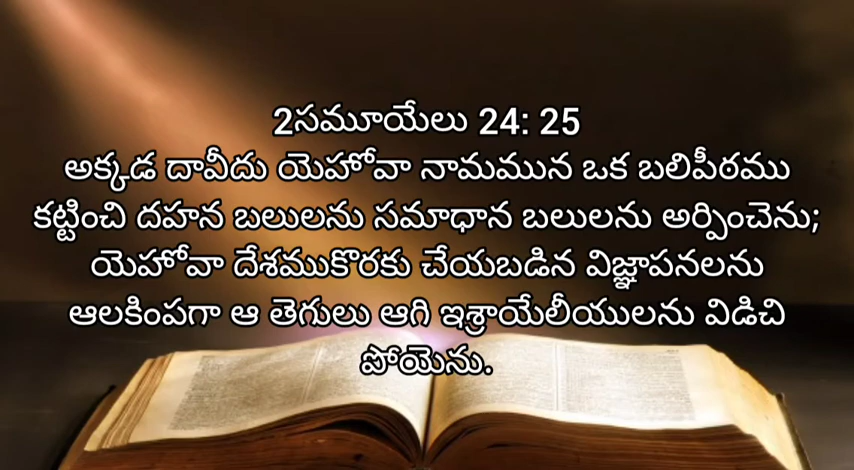 2సమూయేలు 24: 25
అక్కడ దావీదు యెహోవా నామమున ఒక బలిపీఠము
కట్టించి దహన బలులను సమాధాన బలులను అర్పించెను;
యెహోవా దేశముకొరకు చేయబడిన విజ్ఞాపనలను
ఆలకింపగా ఆ తెగులు ఆగి ఇశ్రాయేలీయులను విడిచి
పోయెను.